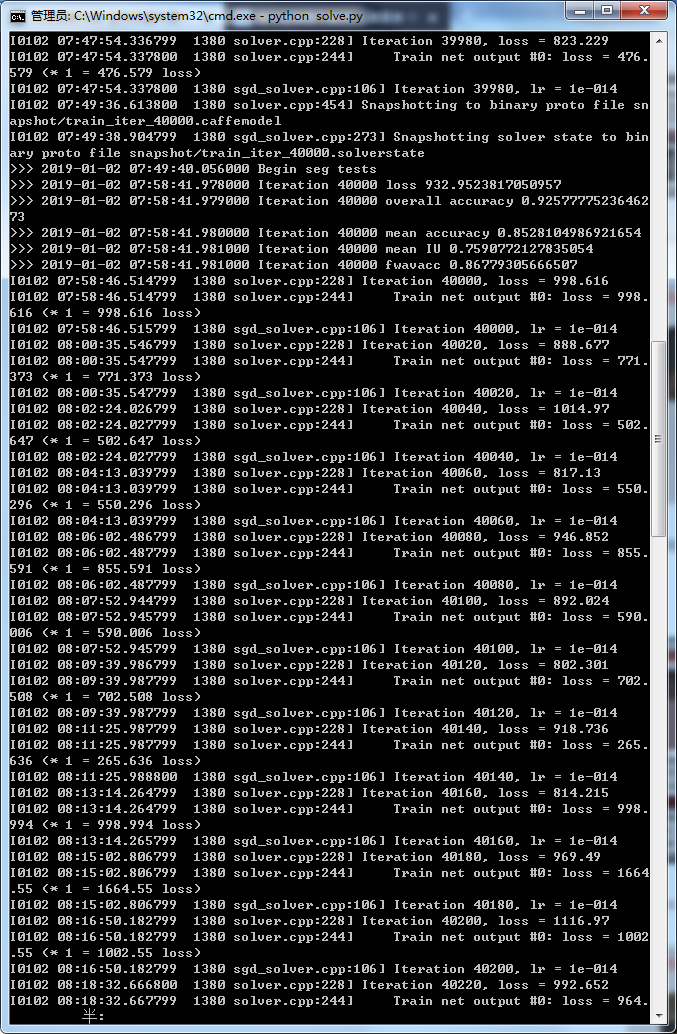 管理员: C:\Windows\system32\cmd.exe - python  solve.py
I0102 07:47:54.336799  1380 solver.cpp:228] Iteration 39980, loss = 823.229
I0102 07:47:54.337800  1380 solver.cpp:244]     Train net output #0: loss = 476.
579 (* 1 = 476.579 loss)
I0102 07:47:54.337800  1380 sgd_solver.cpp:106] Iteration 39980, lr = 1e-014
I0102 07:49:36.613800  1380 solver.cpp:454] Snapshotting to binary proto file sn
apshot/train_iter_40000.caffemodel
I0102 07:49:38.904799  1380 sgd_solver.cpp:273] Snapshotting solver state to bin
ary proto file snapshot/train_iter_40000.solverstate
>>> 2019-01-02 07:49:40.056000 Begin seg tests
>>> 2019-01-02 07:58:41.978000 Iteration 40000 loss 932.9523817050957
>>> 2019-01-02 07:58:41.979000 Iteration 40000 overall accuracy 0.92577775236462
73
>>> 2019-01-02 07:58:41.980000 Iteration 40000 mean accuracy 0.8528104986921654
>>> 2019-01-02 07:58:41.981000 Iteration 40000 mean IU 0.7590772127835054
>>> 2019-01-02 07:58:41.981000 Iteration 40000 fwavacc 0.86779305666507
I0102 07:58:46.514799  1380 solver.cpp:228] Iteration 40000, loss = 998.616
I0102 07:58:46.514799  1380 solver.cpp:244]     Train net output #0: loss = 998.
616 (* 1 = 998.616 loss)
I0102 07:58:46.515799  1380 sgd_solver.cpp:106] Iteration 40000, lr = 1e-014
I0102 08:00:35.546799  1380 solver.cpp:228] Iteration 40020, loss = 888.677
I0102 08:00:35.547799  1380 solver.cpp:244]     Train net output #0: loss = 771.
373 (* 1 = 771.373 loss)
I0102 08:00:35.547799  1380 sgd_solver.cpp:106] Iteration 40020, lr = 1e-014
I0102 08:02:24.026799  1380 solver.cpp:228] Iteration 40040, loss = 1014.97
I0102 08:02:24.027799  1380 solver.cpp:244]     Train net output #0: loss = 502.
647 (* 1 = 502.647 loss)
I0102 08:02:24.027799  1380 sgd_solver.cpp:106] Iteration 40040, lr = 1e-014
I0102 08:04:13.039799  1380 solver.cpp:228] Iteration 40060, loss = 817.13
I0102 08:04:13.039799  1380 solver.cpp:244]     Train net output #0: loss = 550.
296 (* 1 = 550.296 loss)
I0102 08:04:13.039799  1380 sgd_solver.cpp:106] Iteration 40060, lr = 1e-014
I0102 08:06:02.486799  1380 solver.cpp:228] Iteration 40080, loss = 946.852
I0102 08:06:02.487799  1380 solver.cpp:244]     Train net output #0: loss = 855.
591 (* 1 = 855.591 loss)
I0102 08:06:02.487799  1380 sgd_solver.cpp:106] Iteration 40080, lr = 1e-014
I0102 08:07:52.944799  1380 solver.cpp:228] Iteration 40100, loss = 892.024
I0102 08:07:52.945799  1380 solver.cpp:244]     Train net output #0: loss = 590.
006 (* 1 = 590.006 loss)
I0102 08:07:52.945799  1380 sgd_solver.cpp:106] Iteration 40100, lr = 1e-014
I0102 08:09:39.986799  1380 solver.cpp:228] Iteration 40120, loss = 802.301
I0102 08:09:39.987799  1380 solver.cpp:244]     Train net output #0: loss = 702.
508 (* 1 = 702.508 loss)
I0102 08:09:39.987799  1380 sgd_solver.cpp:106] Iteration 40120, lr = 1e-014
I0102 08:11:25.987799  1380 solver.cpp:228] Iteration 40140, loss = 918.736
I0102 08:11:25.987799  1380 solver.cpp:244]     Train net output #0: loss = 265.
636 (* 1 = 265.636 loss)
I0102 08:11:25.988800  1380 sgd_solver.cpp:106] Iteration 40140, lr = 1e-014
I0102 08:13:14.264799  1380 solver.cpp:228] Iteration 40160, loss = 814.215
I0102 08:13:14.264799  1380 solver.cpp:244]     Train net output #0: loss = 998.
994 (* 1 = 998.994 loss)
I0102 08:13:14.265799  1380 sgd_solver.cpp:106] Iteration 40160, lr = 1e-014
I0102 08:15:02.806799  1380 solver.cpp:228] Iteration 40180, loss = 969.49
I0102 08:15:02.806799  1380 solver.cpp:244]     Train net output #0: loss = 1664
.55 (* 1 = 1664.55 loss)
I0102 08:15:02.806799  1380 sgd_solver.cpp:106] Iteration 40180, lr = 1e-014
I0102 08:16:50.182799  1380 solver.cpp:228] Iteration 40200, loss = 1116.97
I0102 08:16:50.182799  1380 solver.cpp:244]     Train net output #0: loss = 1002
.55 (* 1 = 1002.55 loss)
I0102 08:16:50.182799  1380 sgd_solver.cpp:106] Iteration 40200, lr = 1e-014
I0102 08:18:32.666800  1380 solver.cpp:228] Iteration 40220, loss = 992.652
I0102 08:18:32.667799  1380 solver.cpp:244]     Train net output #0: loss = 964.
半: